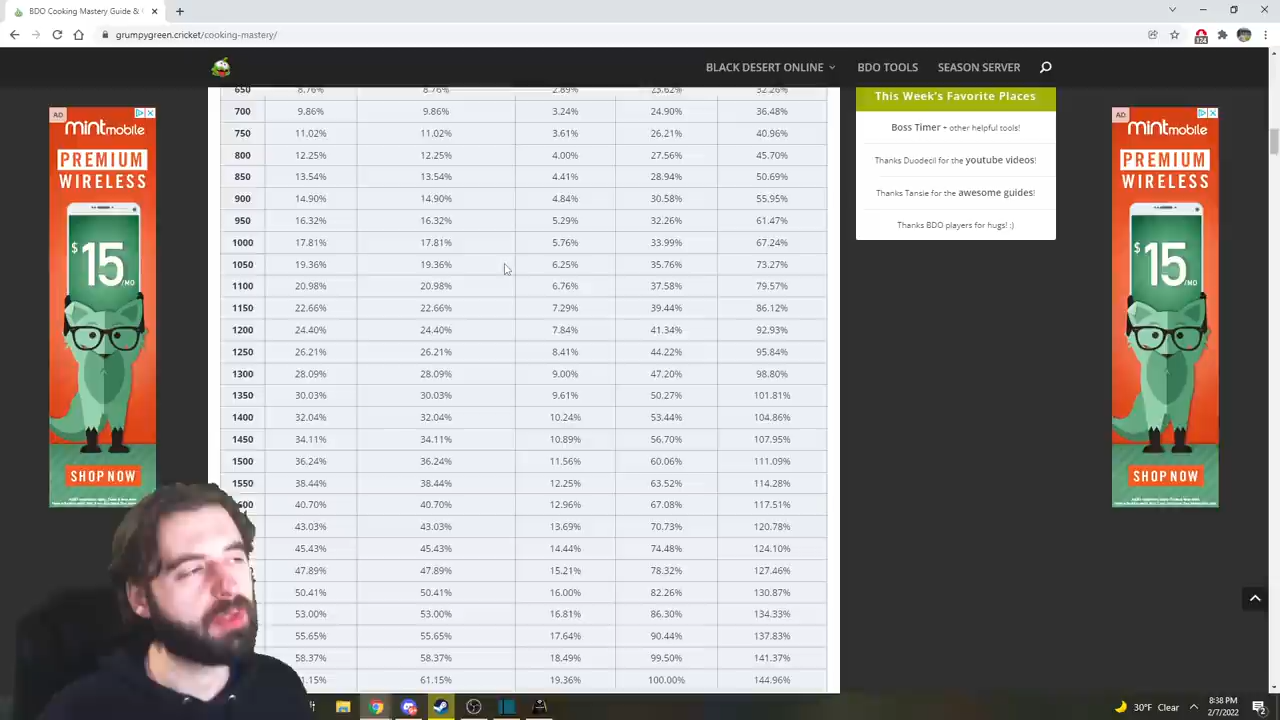 BDO Cooking Mastery Guide &
grumpygreen.cricket/cooking-mastery/
BLACK DESERT ONLINE
BDO TOOLS
SEASON SERVER
650 8.76% 8.76% 2.89% 23.62% 32.26%
700 9.86% 9.86% 3.24% 24.90% 36.48%
750 11.02% 11.02% 3.61% 26.21% 40.96%
800 12.25% 12.25% 4.00% 27.56% 45.70%
850 13.54% 13.54% 4.41% 28.94% 50.69%
900 14.90% 14.90% 4.84% 30.58% 55.95%
950 16.32% 16.32% 5.29% 32.26% 61.47%
1000 17.81% 17.81% 5.76% 33.99% 67.24%
1050 19.36% 19.36% 6.25% 35.76% 73.27%
1100 20.98% 20.98% 6.76% 37.58% 79.57%
1150 22.66% 22.66% 7.29% 39.44% 86.12%
1200 24.40% 24.40% 7.84% 41.34% 92.93%
1250 26.21% 26.21% 8.41% 44.22% 95.84%
1300 28.09% 28.09% 9.00% 47.20% 98.80%
1350 30.03% 30.03% 9.61% 50.27% 101.81%
1400 32.04% 32.04% 10.24% 53.44% 104.86%
1450 34.11% 34.11% 10.89% 56.70% 107.95%
1500 36.24% 36.24% 11.56% 60.06% 111.09%
1550 38.44% 38.44% 12.25% 63.52% 114.28%
600 40.70% 40.70% 12.96% 67.08% 117.51%
43.03% 43.03% 13.69% 70.73% 120.78%
45.43% 45.43% 14.44% 74.48% 124.10%
47.89% 47.89% 15.21% 78.32% 127.46%
50.41% 50.41% 16.00% 82.26% 130.87%
53.00% 53.00% 16.81% 86.30% 134.33%
55.65% 55.65% 17.64% 90.44% 137.83%
58.37% 58.37% 18.49% 99.50% 141.37%
1.15% 61.15% 19.36% 100.00% 144.96%
This Week's Favorite Places
Boss Timer + other helpful tools!
Thanks Duodecil for the youtube videos!
Thanks Tansie for the awesome guides!
Thanks BDO players for hugs! :)
AD
mintmobile
PREMIUM
WIRELESS
$15/MO
SHOP NOW
AD
mintmobile
PREMIUM
WIRELESS
$15/MO
SHOP NOW
30°F Clear
8:38 PM
2/7/2022